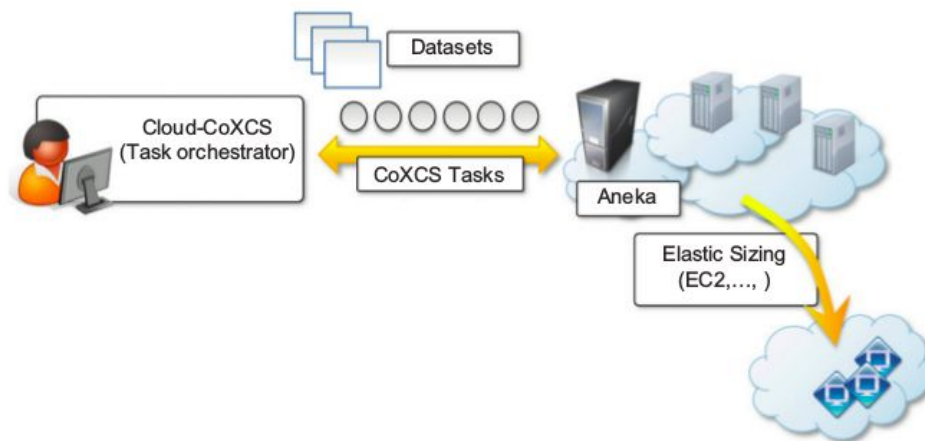 Datasets
Cloud-CoXCS
(Task orchestrator)
CoXCS Tasks
Aneka
Elastic Sizing
(EC2,..., )